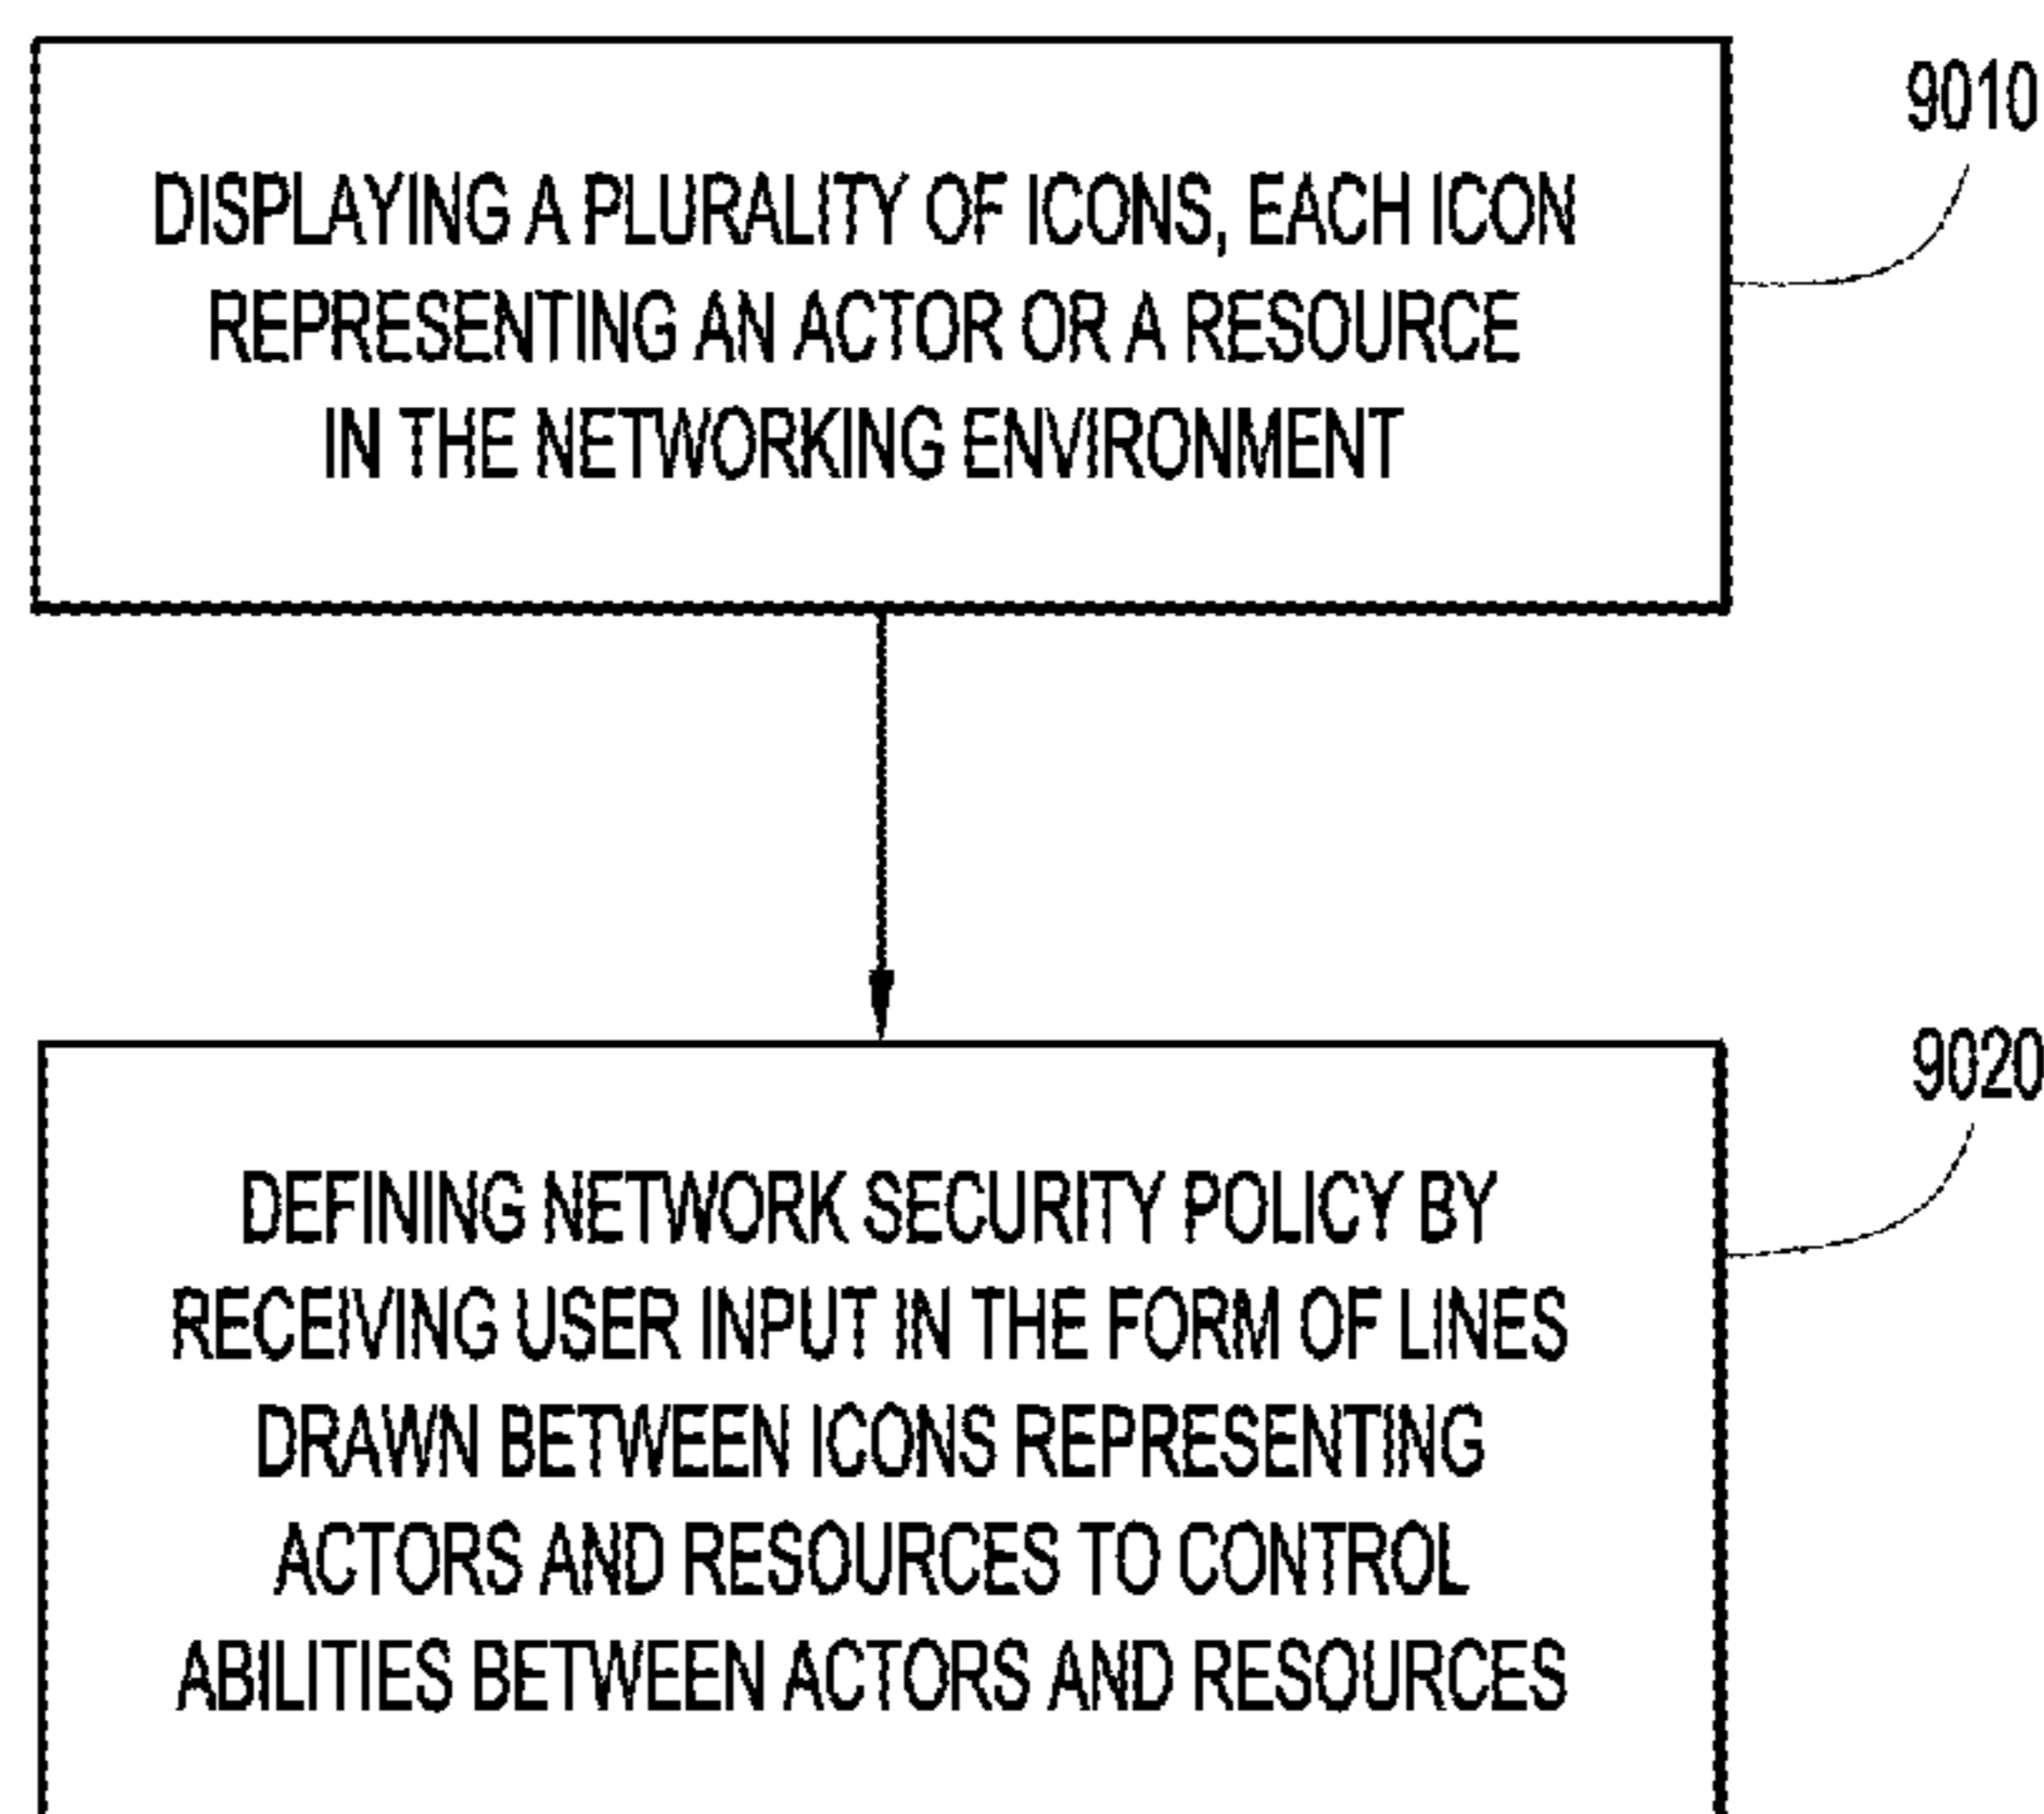 9010
DISPLAYING A PLURALITY OF ICONS, EACH ICON
REPRESENTING AN ACTOR OR A RESOURCE
IN THE NETWORKING ENVIRONMENT
9020
DEFINING NETWORK SECURITY POLICY BY
RECEIVING USER INPUT IN THE FORM OF LINES
DRAWN BETWEEN ICONS REPRESENTING
ACTORS AND RESOURCES TO CONTROL
ABILITIES BETWEEN ACTORS AND RESOURCES